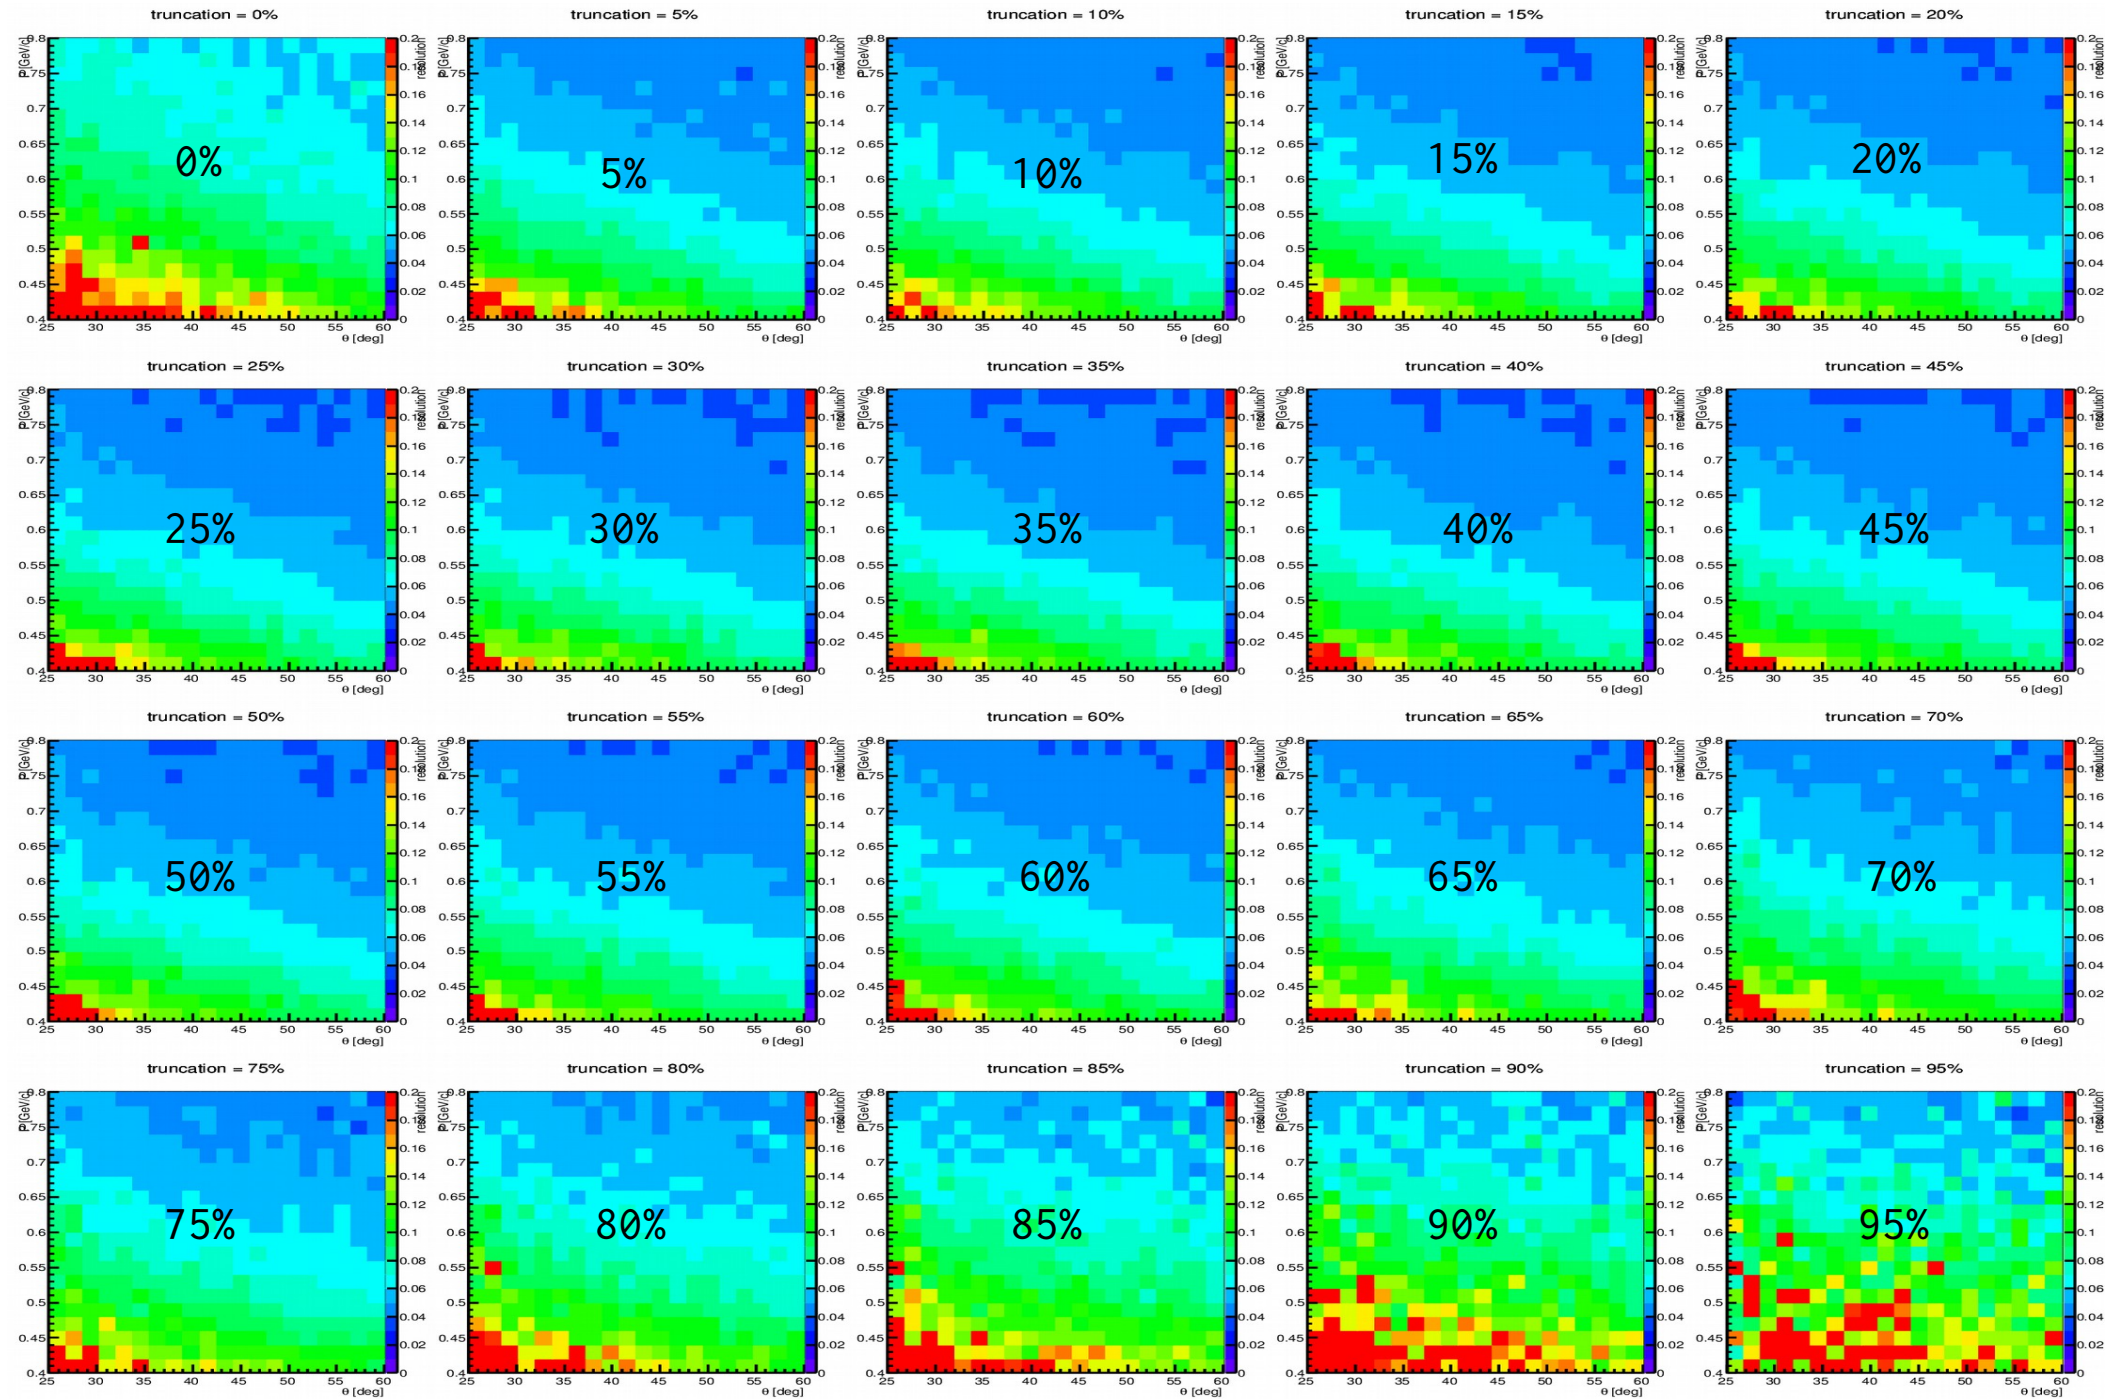 truncation = 0%
truncation = 5%
truncation = 10%
truncation = 15%
truncation = 20%
P[GeV/c]
0.8
0.75
0.7
0.65
0.6
0.55
0.5
0.45
0.4
25 30 35 40 45 50 55 60
θ [deg]
resolution
0.2
0.18
0.16
0.14
0.12
0.1
0.08
0.06
0.04
0.02
0
0%
5%
10%
15%
20%
truncation = 25%
truncation = 30%
truncation = 35%
truncation = 40%
truncation = 45%
25%
30%
35%
40%
45%
truncation = 50%
truncation = 55%
truncation = 60%
truncation = 65%
truncation = 70%
50%
55%
60%
65%
70%
truncation = 75%
truncation = 80%
truncation = 85%
truncation = 90%
truncation = 95%
75%
80%
85%
90%
95%